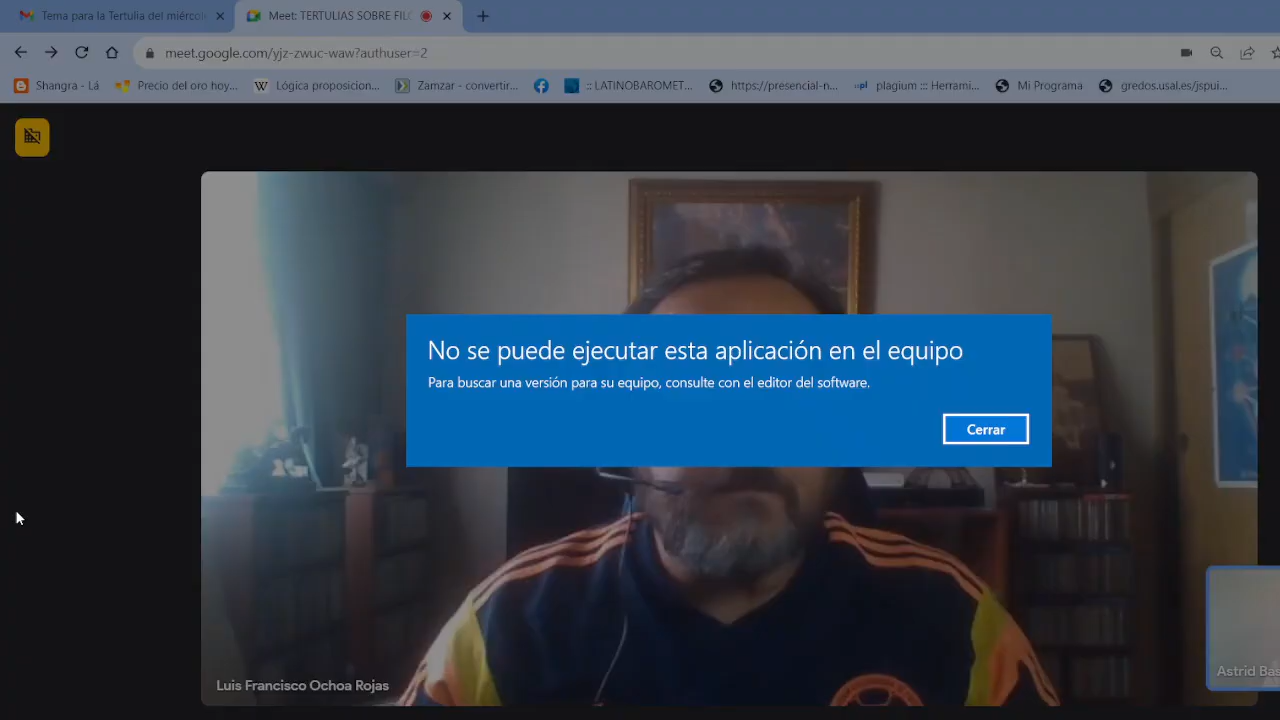 Tema para la Tertulia del miércol
Meet: TERTULIAS SOBRE FILO
meet.google.com/yjz-zwuc-waw?authuser=2
Shangra - Lá
Precio del oro hoy...
Lógica proposicion...
Zamzar - convertir...
:: LATINOBAROMET...
https://presencial-n...
plagium ::: Herrami...
Mi Programa
gredos.usal.es/jspui...
No se puede ejecutar esta aplicación en el equipo
Para buscar una versión para su equipo, consulte con el editor del software.
Cerrar
Luis Francisco Ochoa Rojas
Astrid Bas